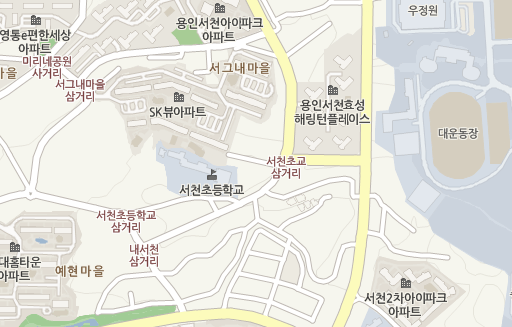 우정원
용인서천아이파크
아파트
영통e편한세상
아파트
미리네공원
사거리
마을
서그내마을
서그내마을
삼거리
SK뷰아파트
용인서천효성
해링턴플레이스
대운동장
서천초교
삼거리
서천초등학교
서천초등학교
삼거리
내서천
삼거리
대홈타운
아파트
예현마을
서천2차아이파크
아파트